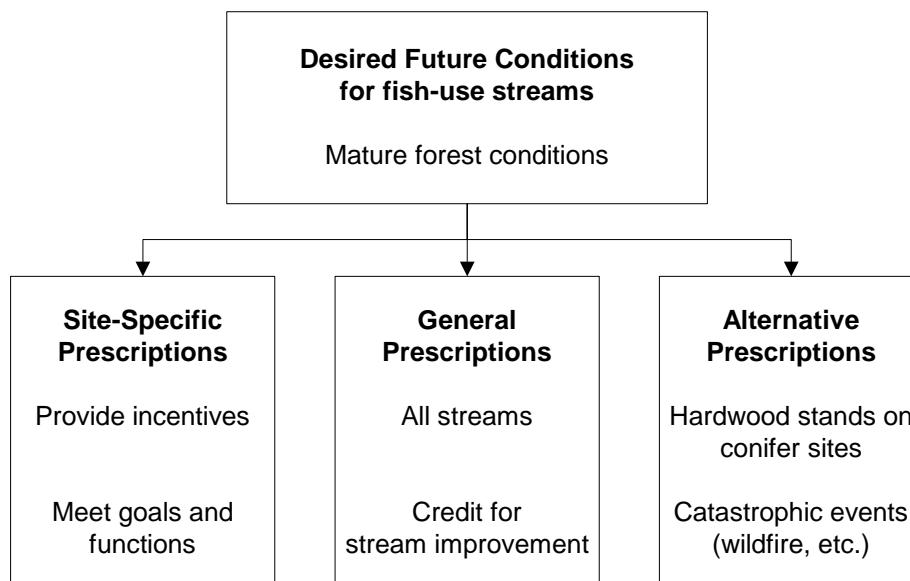 Desired Future Conditions
for fish-use streams
Mature forest conditions
Site-Specific
Prescriptions
Provide incentives
Meet goals and
functions
General
Prescriptions
All streams
Credit for
stream improvement
Alternative
Prescriptions
Hardwood stands on
conifer sites
Catastrophic events
(wildfire, etc.)